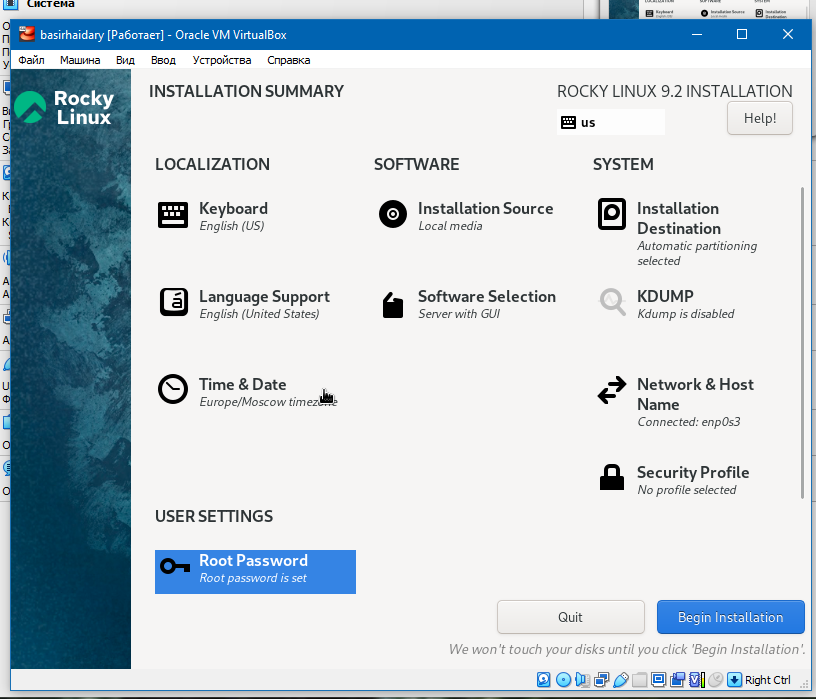 Система
basirhaidary [Работает] - Oracle VM VirtualBox
Файл Машина Вид Ввод Устройства Справка
Rocky
Linux
INSTALLATION SUMMARY
ROCKY LINUX 9.2 INSTALLATION
us
Help!
LOCALIZATION
SOFTWARE
SYSTEM
Keyboard
English (US)
Installation Source
Local media
Installation
Destination
Automatic partitioning
selected
Language Support
English (United States)
Software Selection
Server with GUI
KDUMP
Kdump is disabled
Time & Date
Europe/Moscow timezone
Network & Host
Name
Connected: enp0s3
Security Profile
No profile selected
USER SETTINGS
Root Password
Root password is set
Quit
Begin Installation
We won't touch your disks until you click 'Begin Installation'.
Right Ctrl